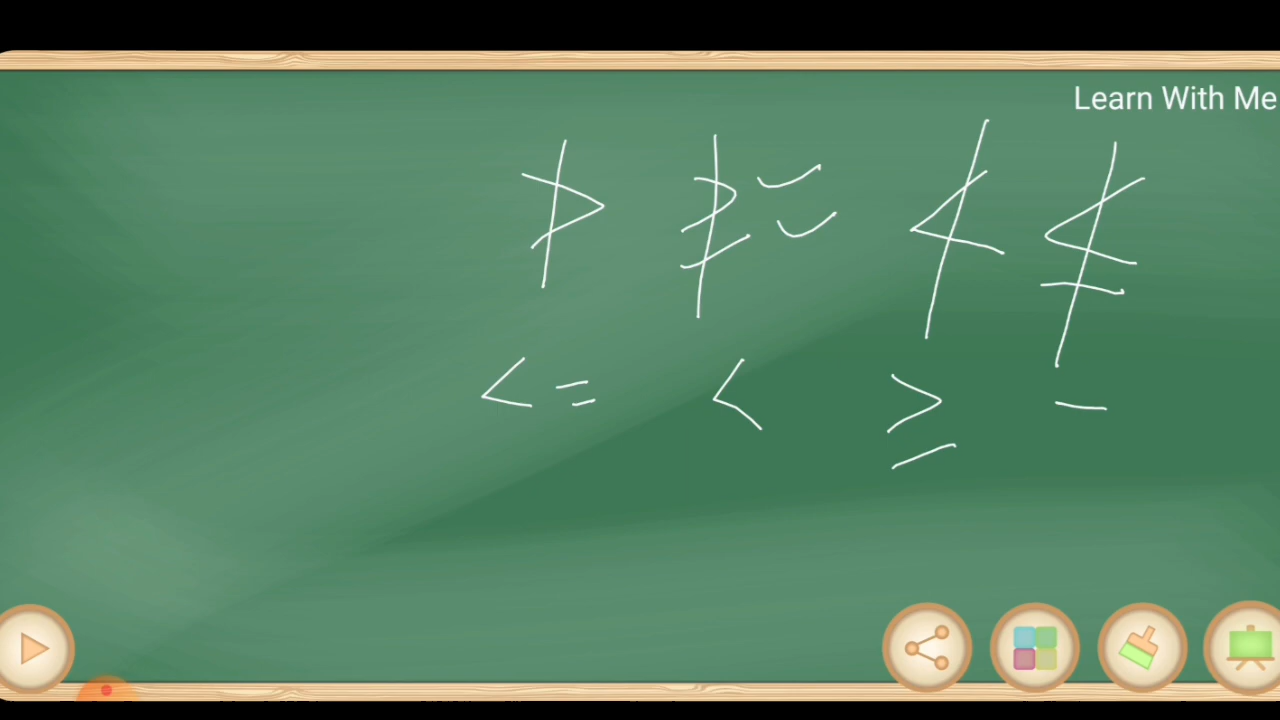 Learn With Me
≯ ≱ ≮ ≰
< = < ≥ -